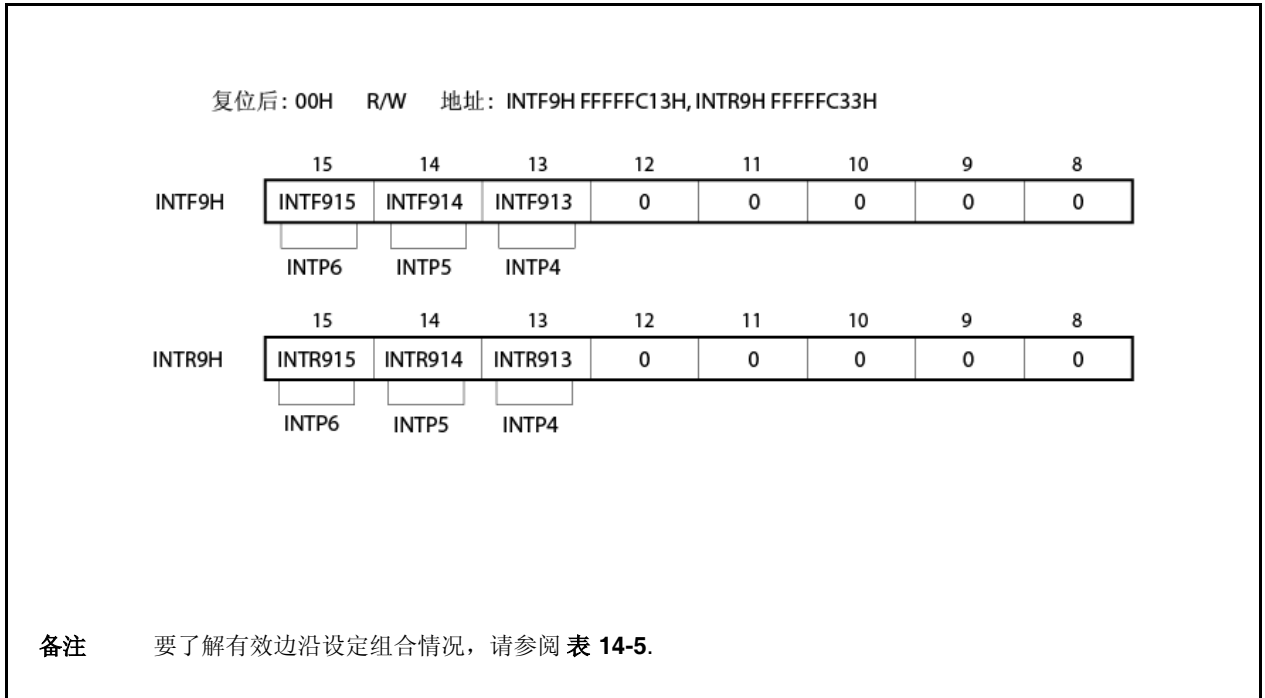 复位后: 00H R/W 地址: INTF9H FFFFFC13H, INTR9H FFFFFC33H
15 14 13 12 11 10 9 8
INTF9H INTF915 INTF914 INTF913 0 0 0 0 0
INTP6 INTP5 INTP4
15 14 13 12 11 10 9 8
INTR9H INTR915 INTR914 INTR913 0 0 0 0 0
INTP6 INTP5 INTP4
备注 要了解有效边沿设定组合情况，请参阅 表 14-5.